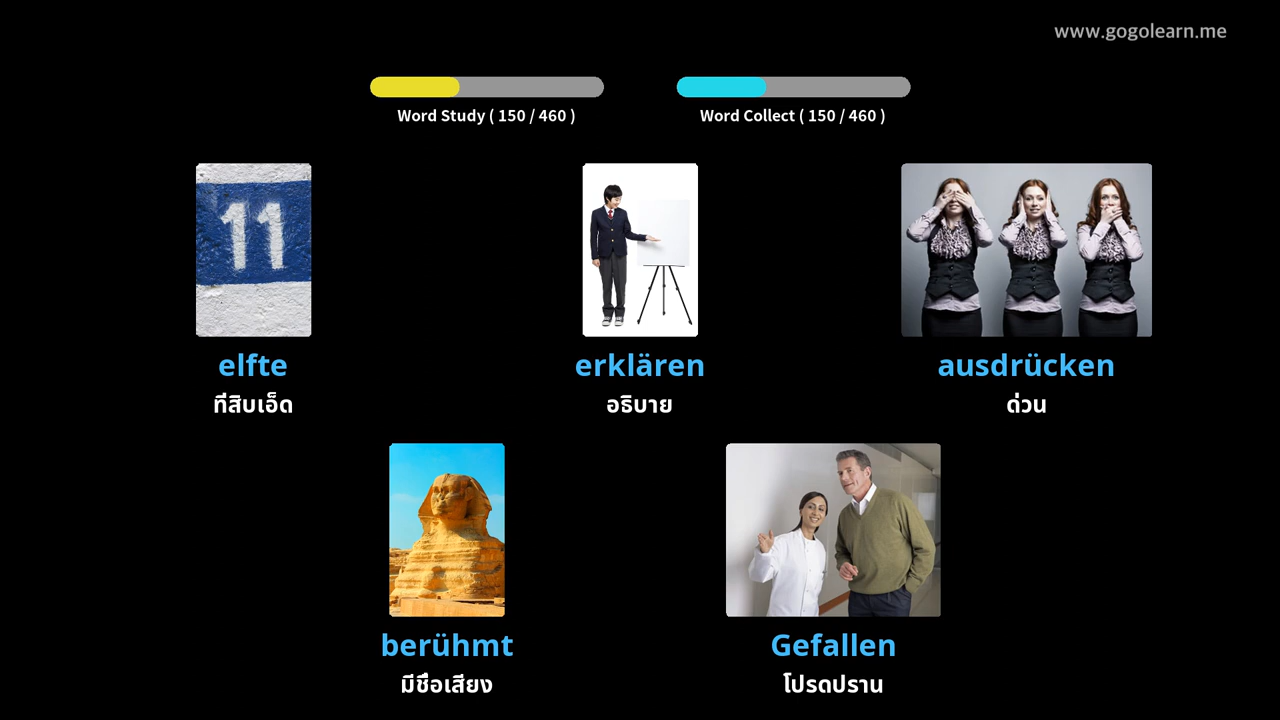 www.gogolearn.me
Word Study ( 150 / 460 )
Word Collect ( 150 / 460 )
11
elfte
ที่สิบเอ็ด
erklären
อธิบาย
ausdrücken
ด่วน
berühmt
มีชื่อเสียง
Gefallen
โปรดปราน